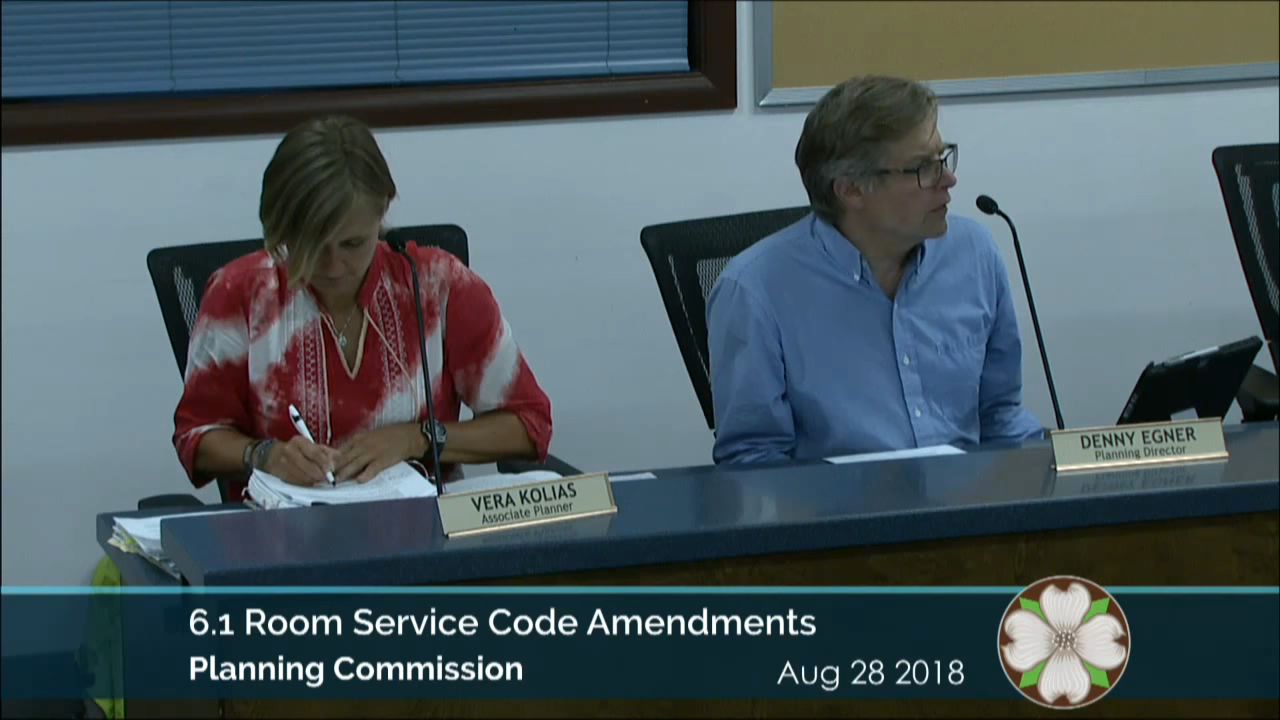 VERA KOLIAS
Associate Planner
DENNY EGNER
Planning Director
6.1 Room Service Code Amendments
Planning Commission
Aug 28 2018